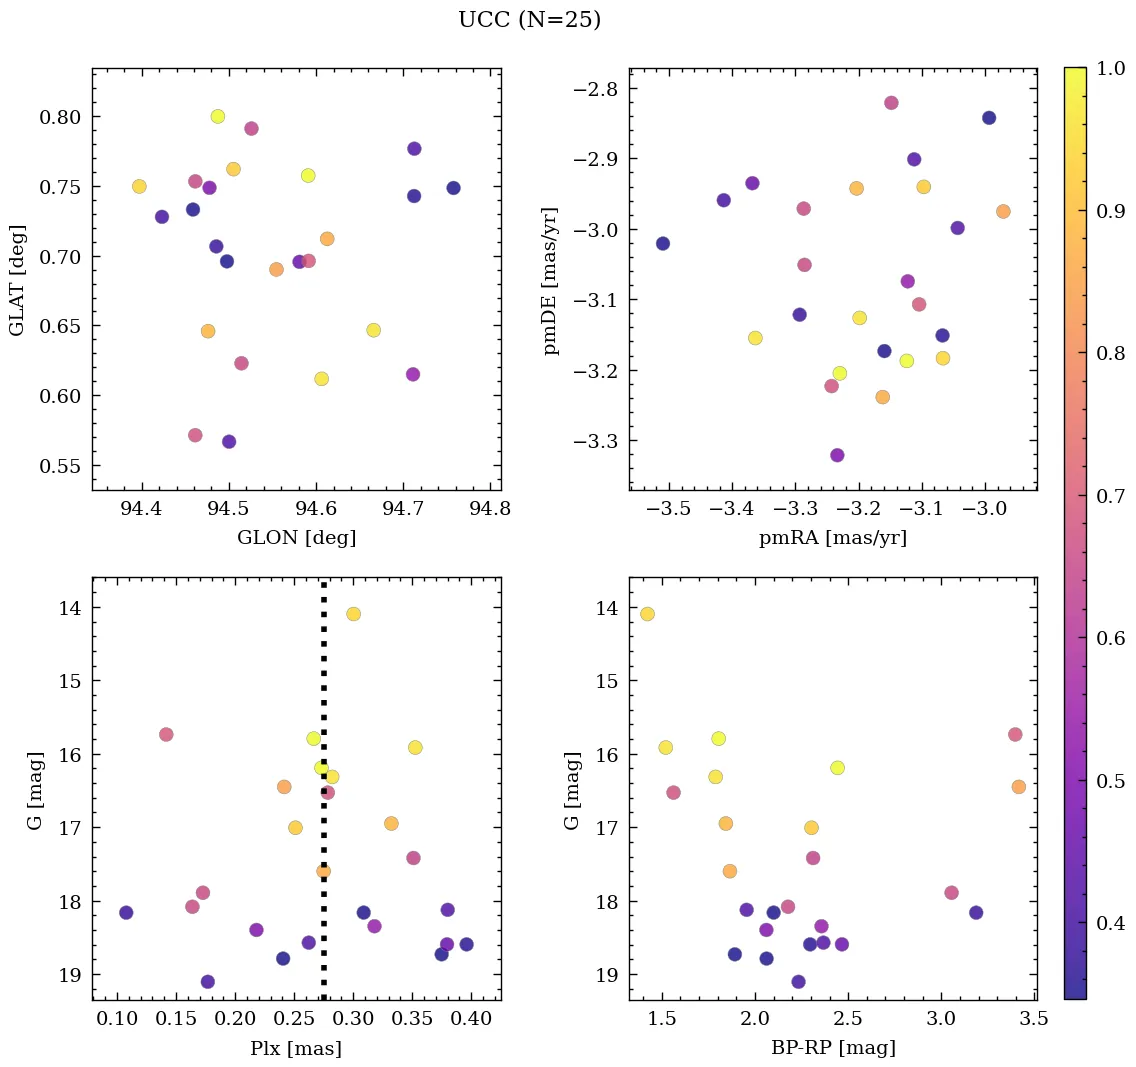 UCC (N=25)
0.80
0.75
0.70
0.65
0.60
0.55
GLAT [deg]
94.4 94.5 94.6 94.7 94.8
GLON [deg]
−2.8
−2.9
−3.0
−3.1
−3.2
−3.3
pmDE [mas/yr]
−3.5 −3.4 −3.3 −3.2 −3.1 −3.0
pmRA [mas/yr]
14
15
16
17
18
19
G [mag]
0.10 0.15 0.20 0.25 0.30 0.35 0.40
Plx [mas]
14
15
16
17
18
19
G [mag]
1.5 2.0 2.5 3.0 3.5
BP-RP [mag]
1.0
0.9
0.8
0.7
0.6
0.5
0.4